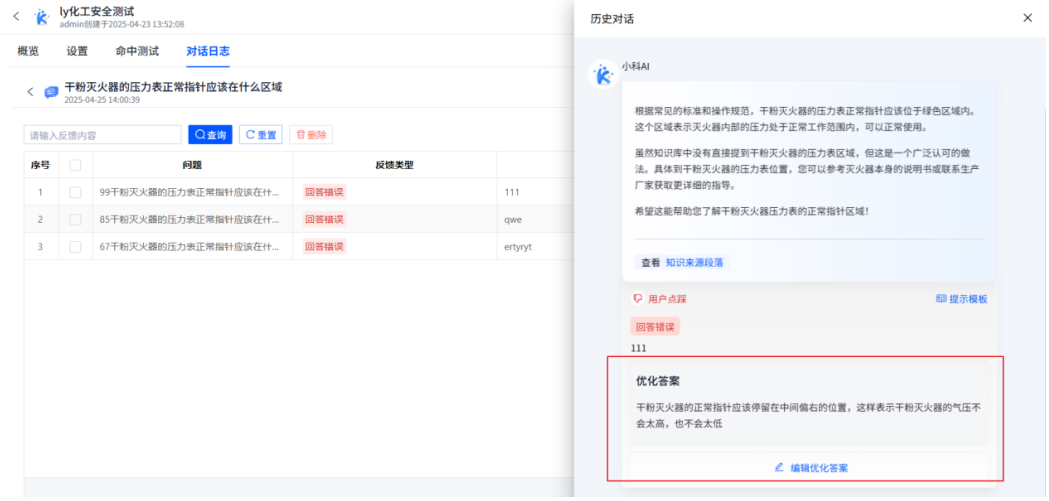 ly化工安全测试
admin创建于2025-04-23 13:52:08
概览 设置 命中测试 对话日志
干粉灭火器的压力表正常指针应该在什么区域
2025-04-25 14:00:39
请输入反馈内容 查询 重置 删除
序号 问题 反馈类型
1 99干粉灭火器的压力表正常指针应该在什... 回答错误 111
2 85干粉灭火器的压力表正常指针应该在什... 回答错误 qwe
3 67干粉灭火器的压力表正常指针应该在什... 回答错误 ertyryt
历史对话
小科AI
根据常见的标准和操作规范，干粉灭火器的压力表正常指针应该位于绿色区域内。
这个区域表示灭火器内部的压力处于正常工作范围内，可以正常使用。
虽然知识库中没有直接提到干粉灭火器的压力表区域，但这是一个广泛认可的做
法。具体到干粉灭火器的压力表位置，您可以参考灭火器本身的说明书或联系生产
厂家获取更详细的指导。
希望这能帮助您了解干粉灭火器压力表的正常指针区域！
查看 知识来源段落
用户点踩 提示模板
回答错误
111
优化答案
干粉灭火器的正常指针应该停留在中间偏右的位置，这样表示干粉灭火器的气压不
会太高，也不会太低
编辑优化答案